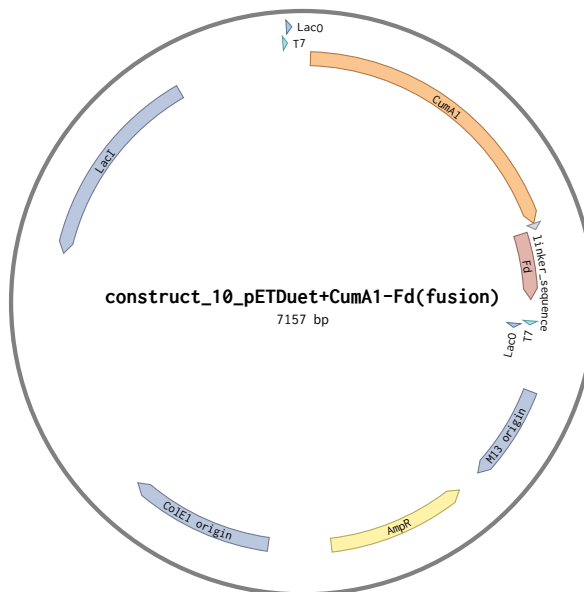 LacO
T7
CumA1
LacI
linker_sequence
Fd
construct_10_pETDuet+CumA1-Fd(fusion)
7157 bp
LacO
T7
M13 origin
AmpR
ColE1 origin